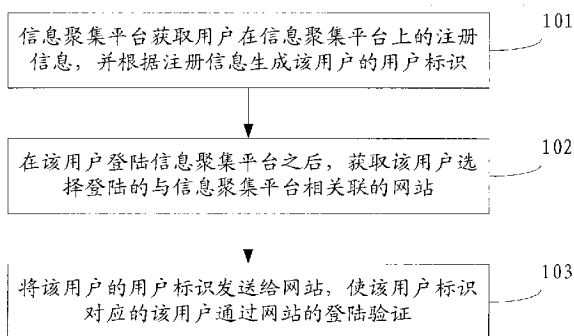 信息聚集平台获取用户在信息聚集平台上的注册
信息，并根据注册信息生成该用户的用户标识
101
在该用户登陆信息聚集平台之后，获取该用户选
择登陆的与信息聚集平台相关联的网站
102
将该用户的用户标识发送给网站，使该用户标识
对应的该用户通过网站的登陆验证
103